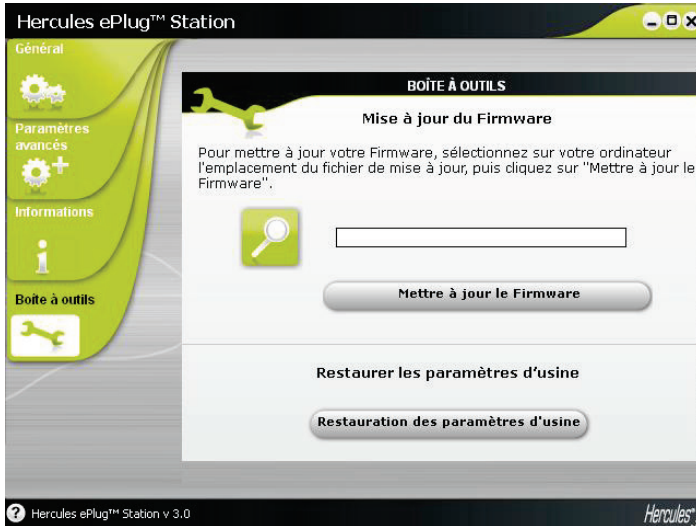 Hercules ePlug™ Station
Général
Paramètres
avancés
Informations
Boîte à outils
BOÎTE À OUTILS
Mise à jour du Firmware
Pour mettre à jour votre Firmware, sélectionnez sur votre ordinateur
l'emplacement du fichier de mise à jour, puis cliquez sur "Mettre à jour le
Firmware".
Mettre à jour le Firmware
Restaurer les paramètres d'usine
Restauration des paramètres d'usine
? Hercules ePlug™ Station v 3.0
Hercules